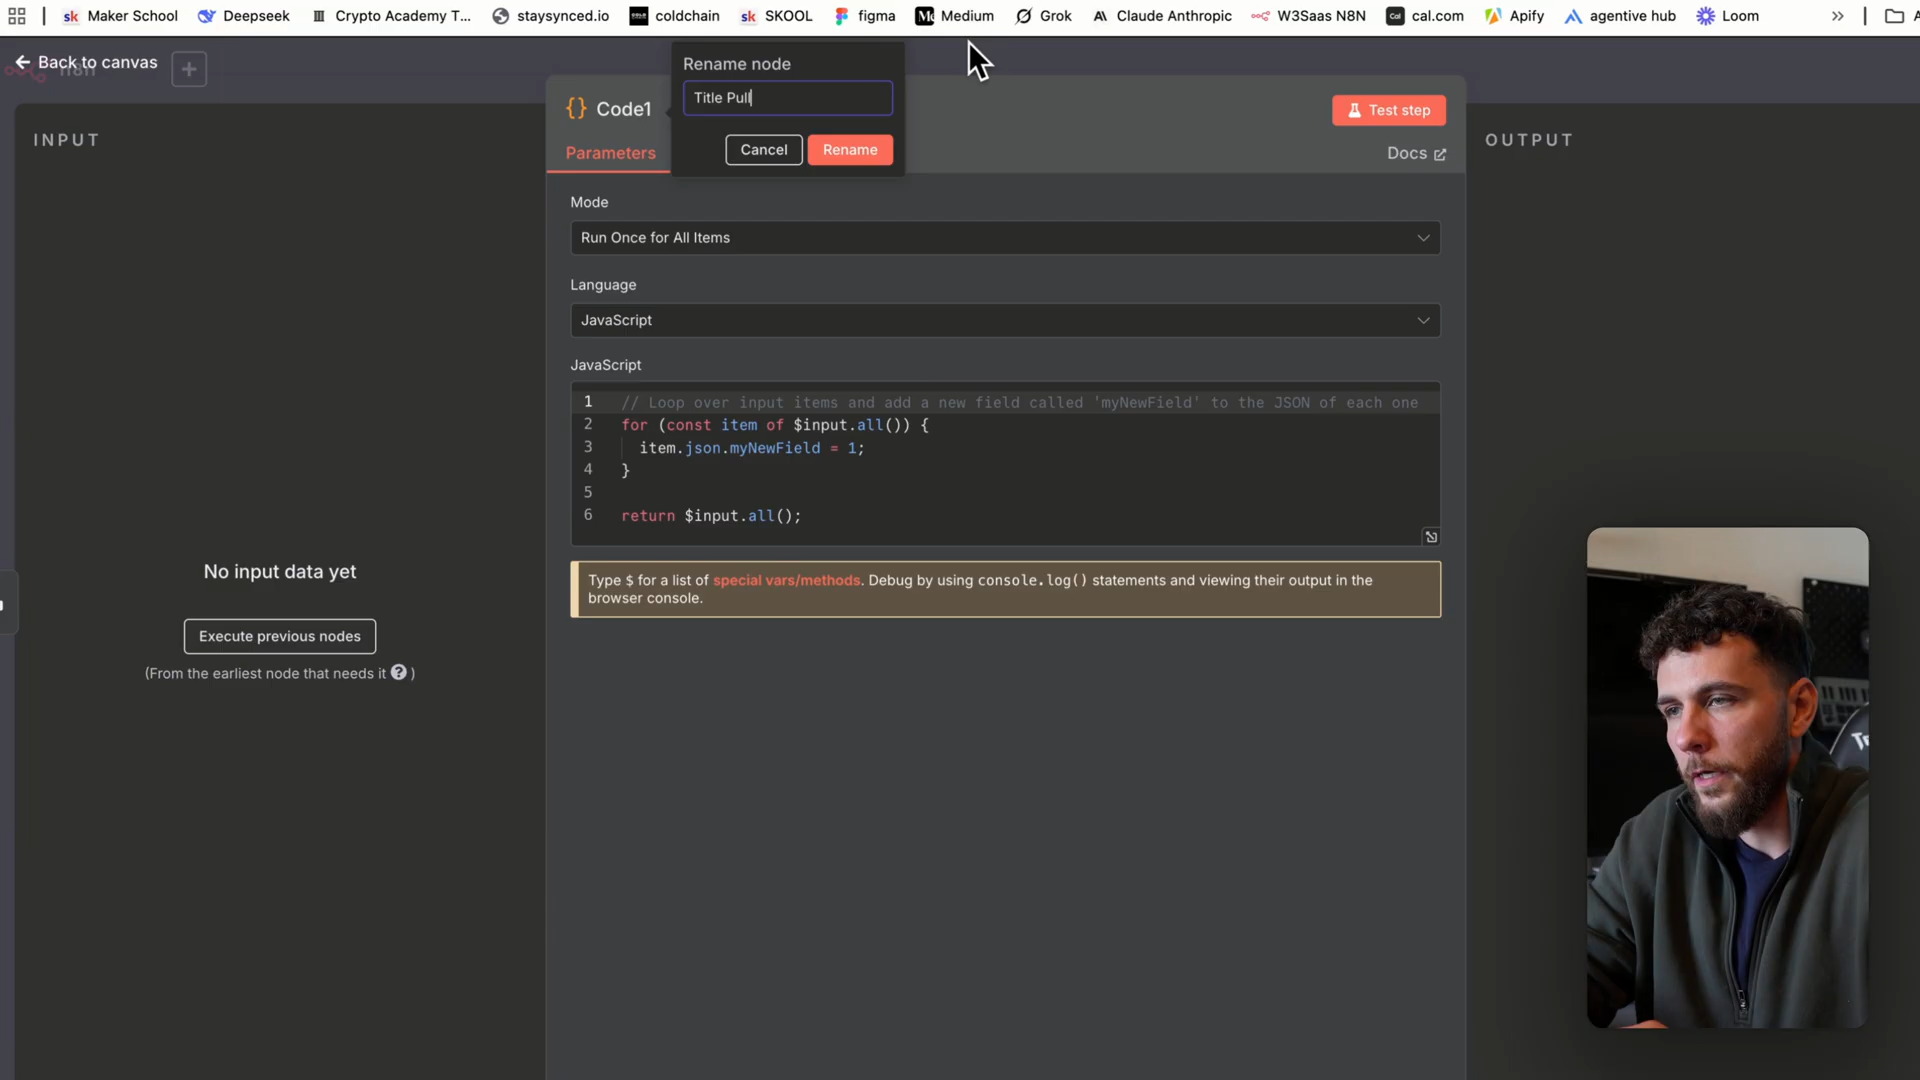 Maker School
Deepseek
Crypto Academy T...
staysynced.io
coldchain
SKOOL
figma
Medium
Grok
Claude Anthropic
W3Saas N8N
cal.com
Apify
agentive hub
Loom
Back to canvas
Rename node
Title Pull
Cancel
Rename
Code1
Test step
Parameters
Docs
INPUT
OUTPUT
Mode
Run Once for All Items
Language
JavaScript
JavaScript
1 // Loop over input items and add a new field called 'myNewField' to the JSON of each one
2 for (const item of $input.all()) {
3 item.json.myNewField = 1;
4 }
5
6 return $input.all();
Type $ for a list of special vars/methods. Debug by using console.log() statements and viewing their output in the
browser console.
No input data yet
Execute previous nodes
(From the earliest node that needs it ? )